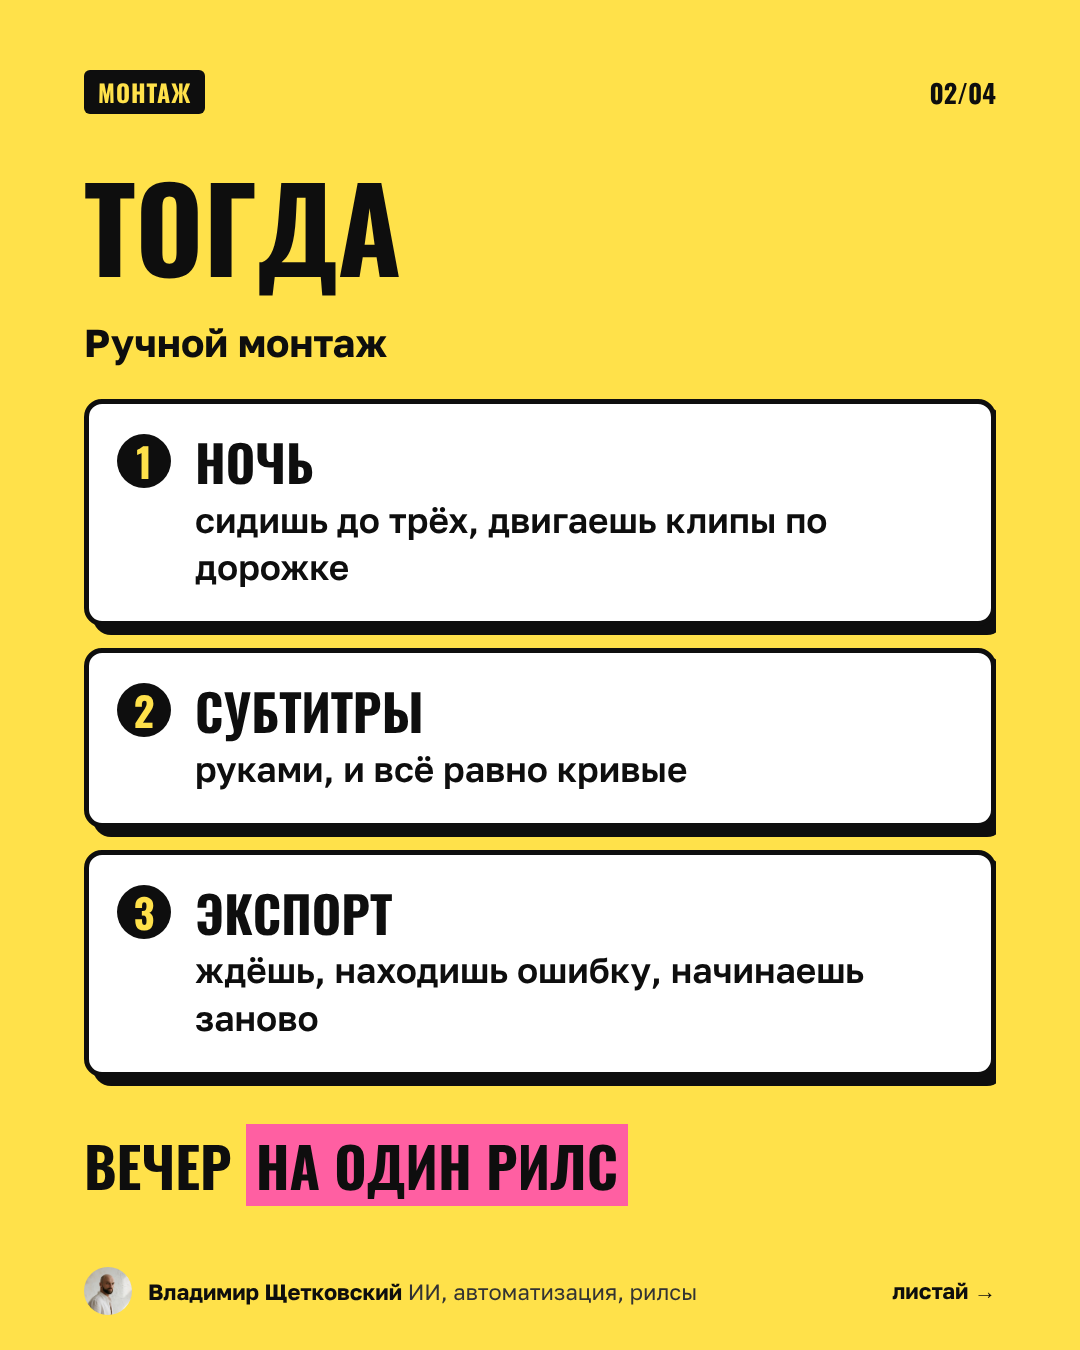 МОНТАЖ
02/04
ТОГДА
Ручной монтаж
1 НОЧЬ
сидишь до трёх, двигаешь клипы по
дорожке
2 СУБТИТРЫ
руками, и всё равно кривые
3 ЭКСПОРТ
ждёшь, находишь ошибку, начинаешь
заново
ВЕЧЕР НА ОДИН РИЛС
Владимир Щетковский ИИ, автоматизация, рилсы
листай →